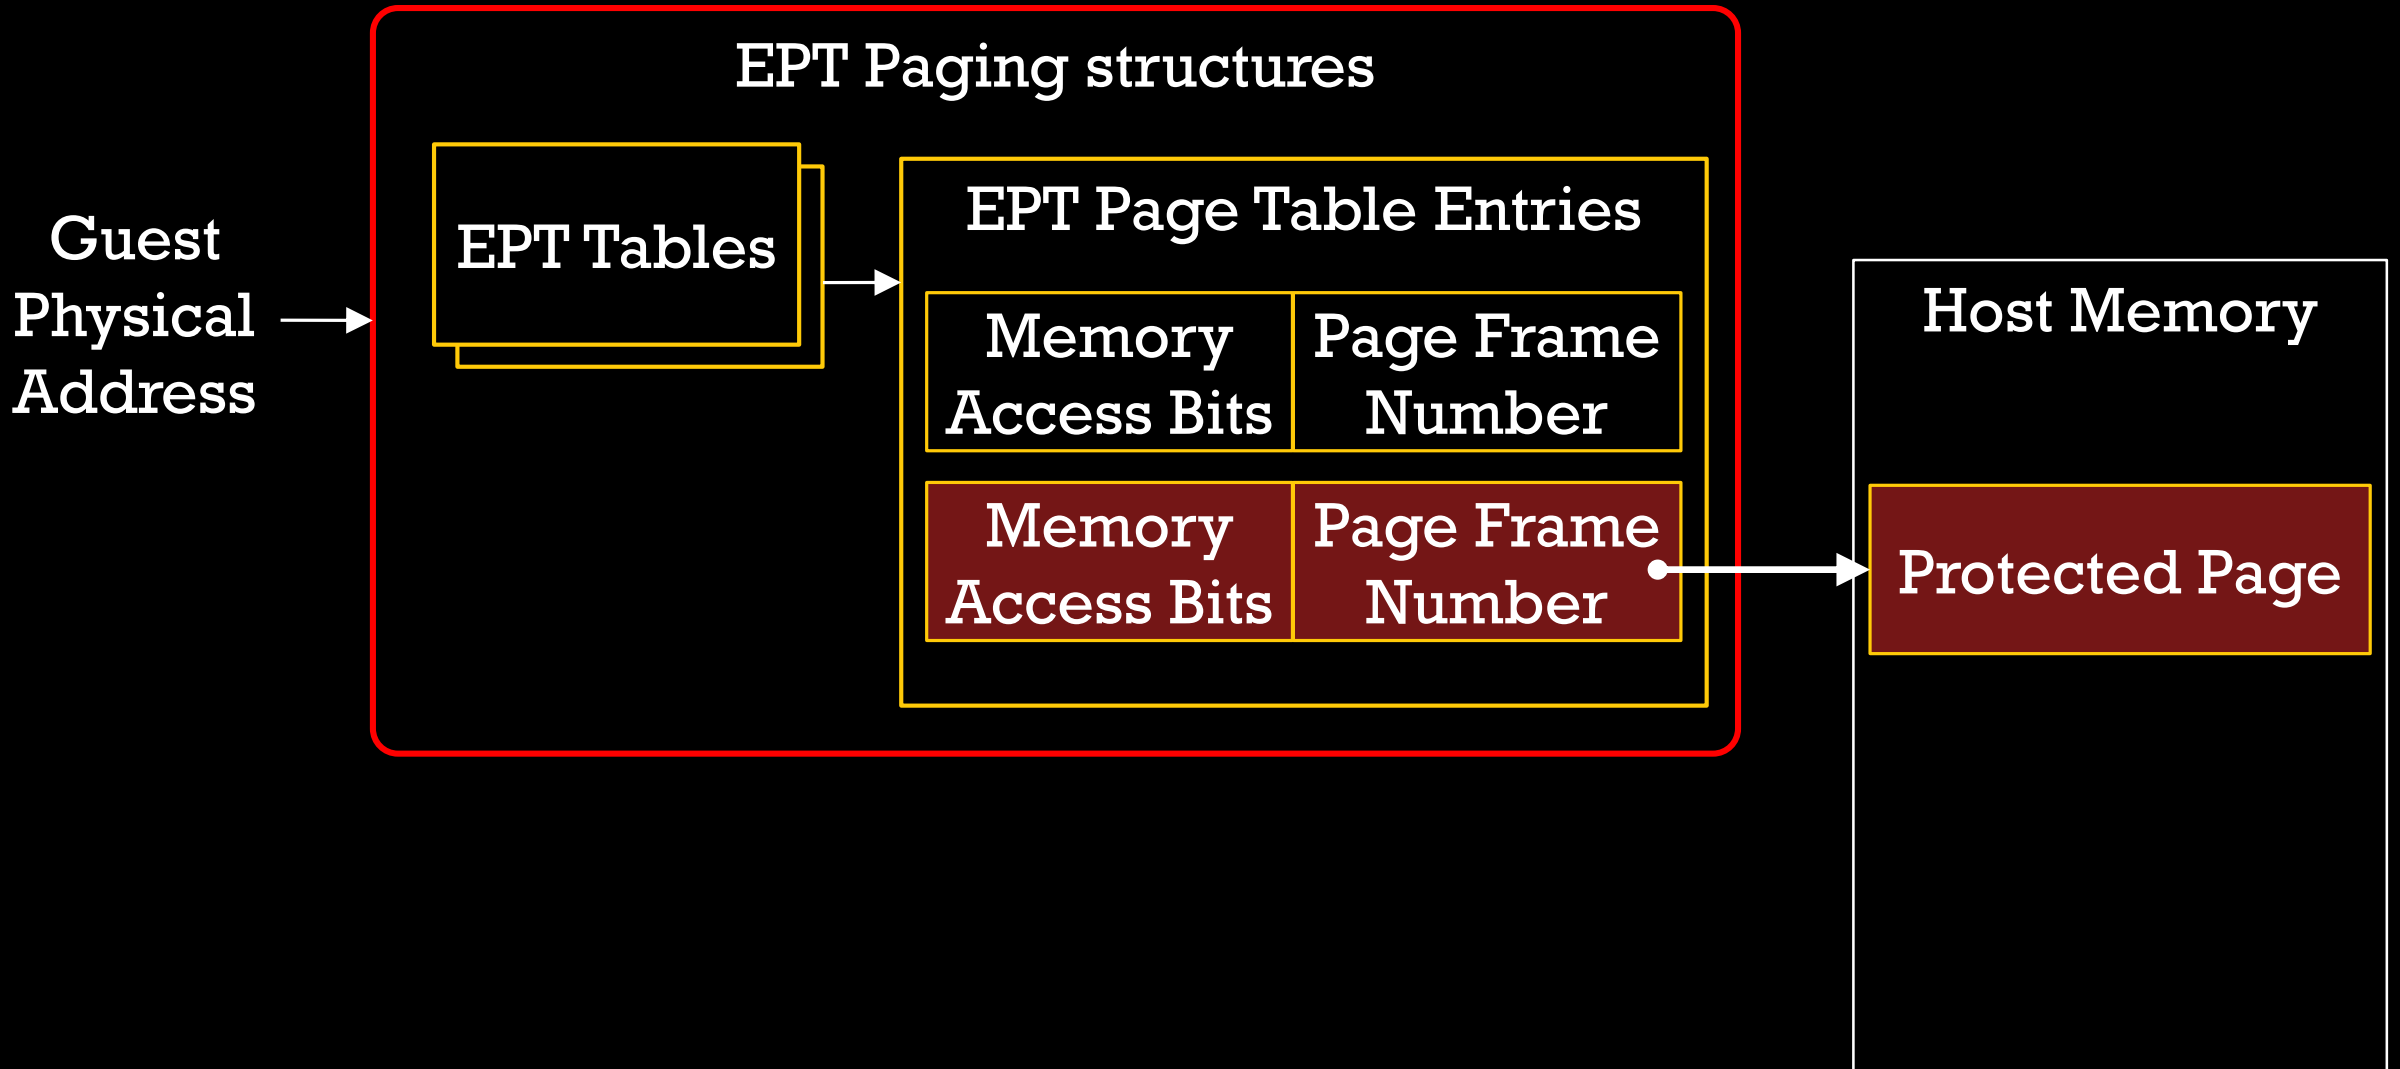 EPT Paging structures
Guest
Physical
Address
EPT Tables
EPT Page Table Entries
Memory
Access Bits
Page Frame
Number
Memory
Access Bits
Page Frame
Number
Host Memory
Protected Page